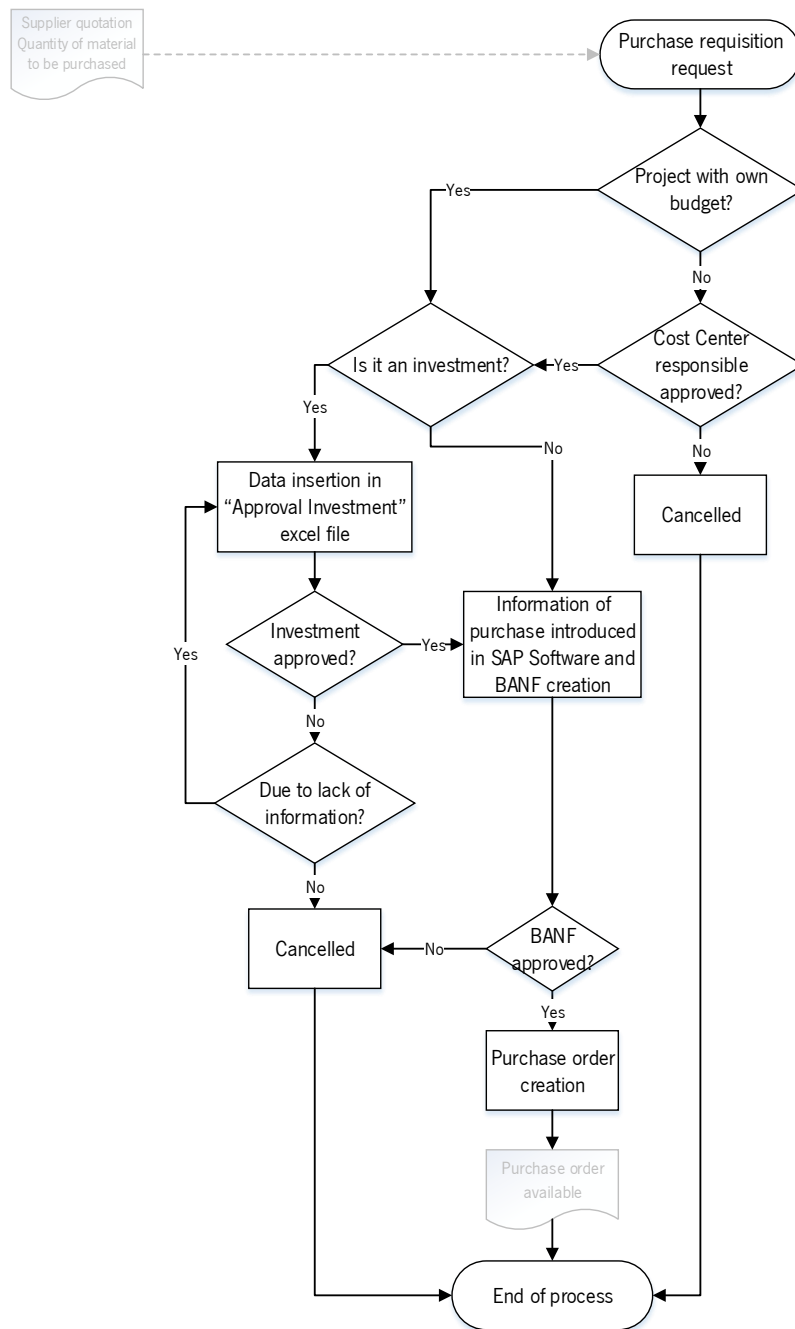 Supplier quotation
Quantity of material
to be purchased
Purchase requisition
request
Project with own
budget?
Yes
No
Is it an investment?
Yes
Cost Center
responsible
approved?
Yes
No
No
Data insertion in
“Approval Investment”
excel file
Cancelled
Investment
approved?
Yes
Yes
Information of
purchase introduced
in SAP Software and
BANF creation
No
Due to lack of
information?
No
Cancelled
No
BANF
approved?
Yes
Purchase order
creation
Purchase order
available
End of process